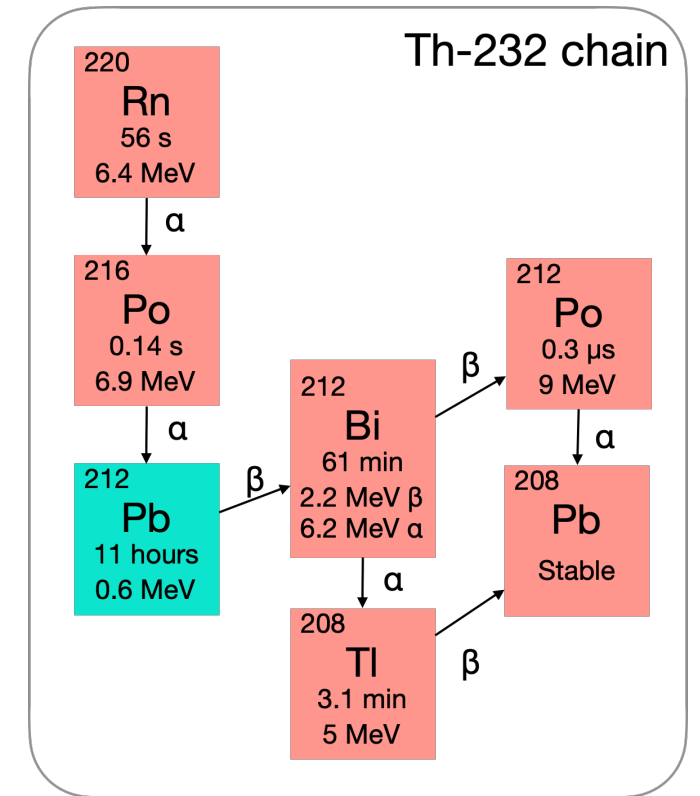 Th-232 chain
220
Rn
56 s
6.4 MeV
α
216
Po
0.14 s
6.9 MeV
α
212
Pb
11 hours
0.6 MeV
β
212
Bi
61 min
2.2 MeV β
6.2 MeV α
α
208
Tl
3.1 min
5 MeV
β
212
Po
0.3 μs
9 MeV
α
208
Pb
Stable
β